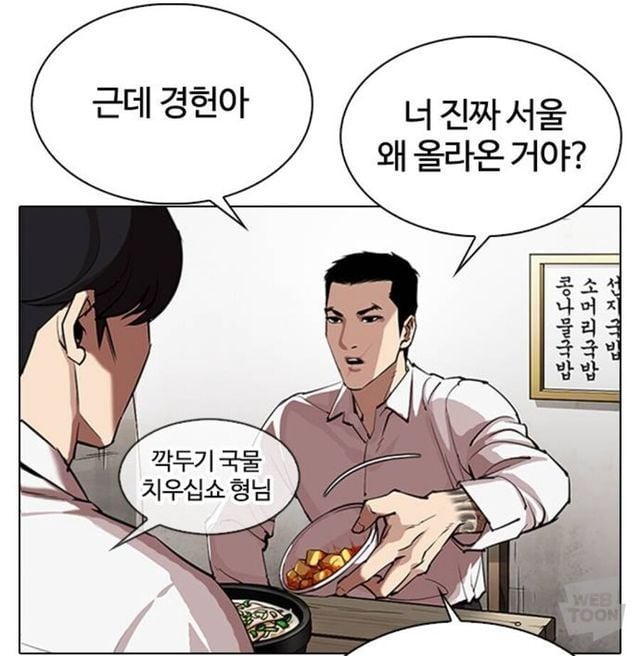 근데 경헌아
너 진짜 서울
왜 올라온 거야?
선지국밥
소머리국밥
콩나물국밥
깍두기 국물
치우십쇼 형님
WEB
TOON